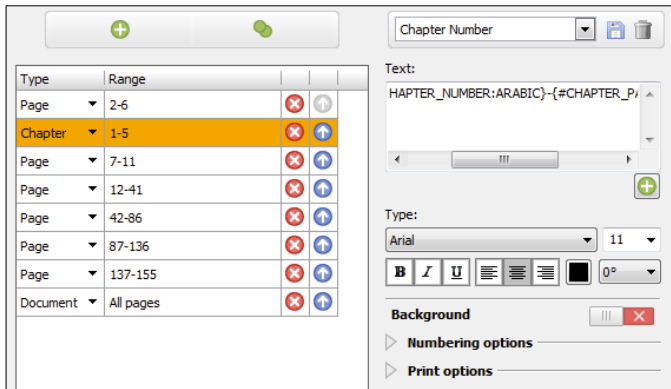 Chapter Number
Type Range
Page 2-6
Chapter 1-5
Page 7-11
Page 12-41
Page 42-86
Page 87-136
Page 137-155
Document All pages
Text:
HAPTER_NUMBER:ARABIC}-{#CHAPTER_PA
Type:
Arial 11
B I U 0°
Background
Numbering options
Print options